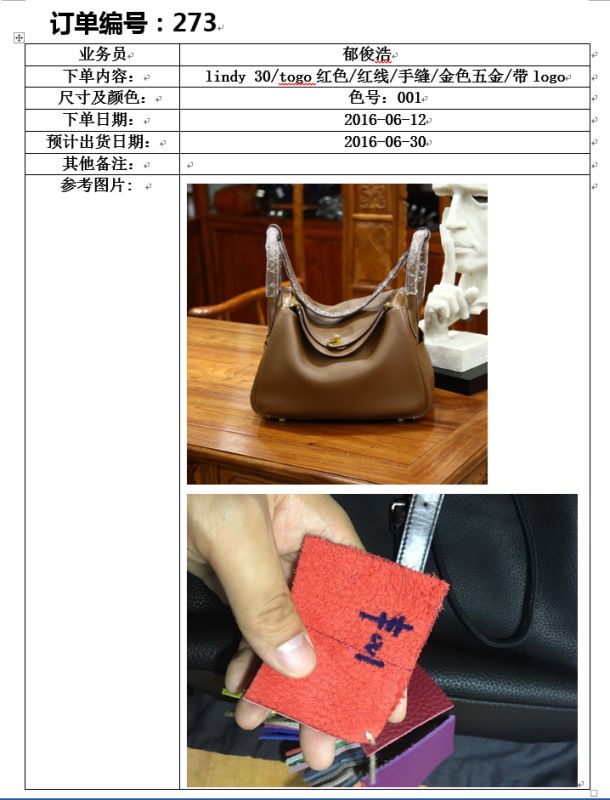 订单编号：273
业务员 郁俊浩
下单内容： lindy 30/togo 红色/红线/手缝/金色五金/带 logo
尺寸及颜色： 色号：001
下单日期： 2016-06-12
预计出货日期： 2016-06-30
其他备注：
参考图片：